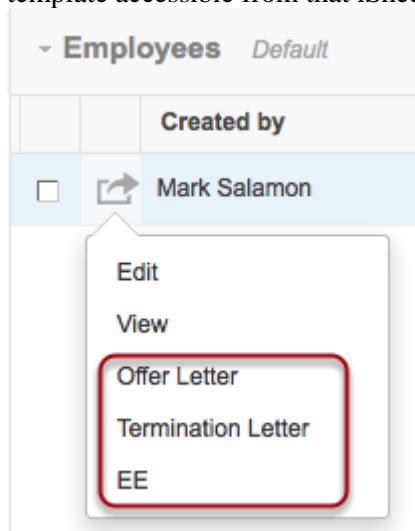 Employees Default
Created by
Mark Salamon
Edit
View
Offer Letter
Termination Letter
EE